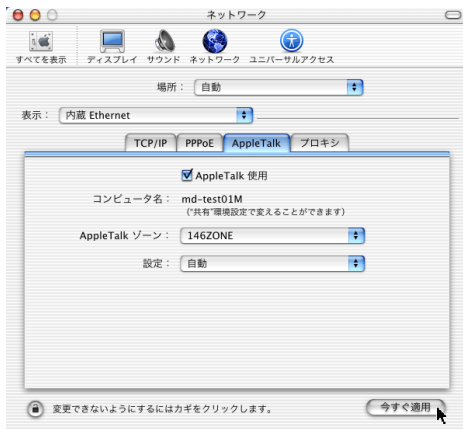 ネットワーク
すべてを表示 ディスプレイ サウンド ネットワーク ユニバーサルアクセス
場所： 自動
表示： 内蔵 Ethernet
TCP/IP PPPoE AppleTalk プロキシ
AppleTalk 使用
コンピュータ名： md-test01M
（"共有"環境設定で変えることができます）
AppleTalk ゾーン： 146ZONE
設定： 自動
変更できないようにするにはカギをクリックします。 今すぐ適用